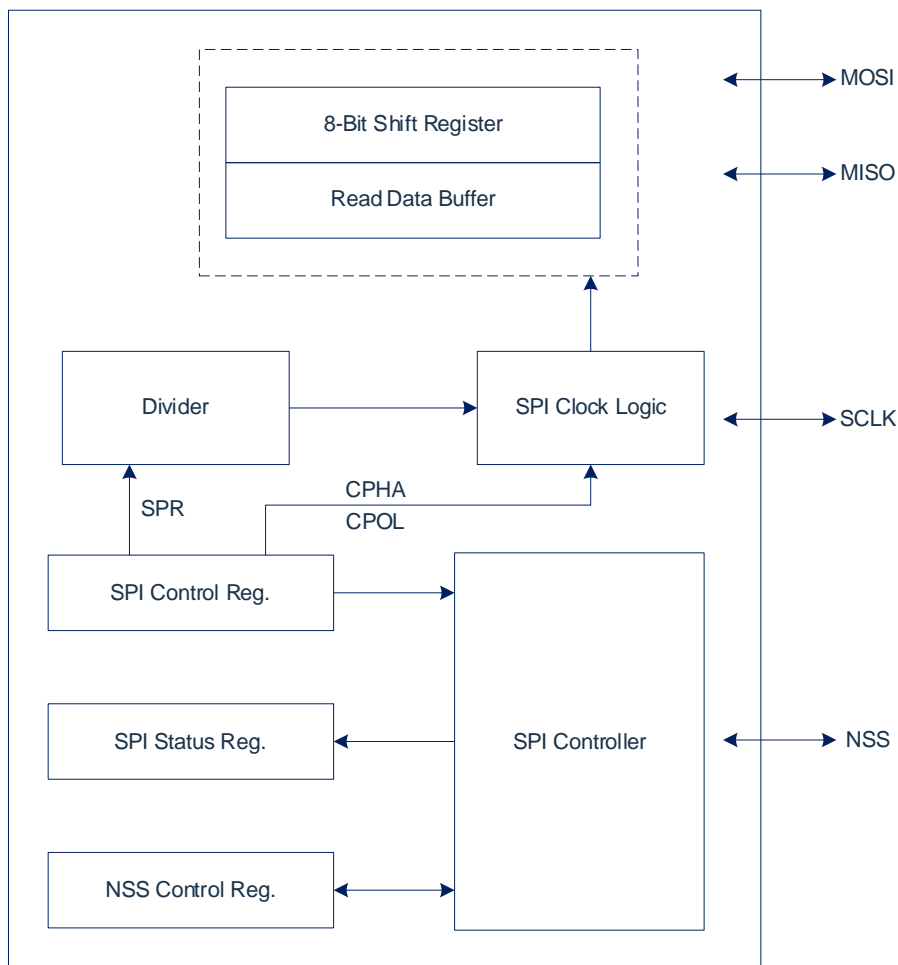 MOSI
8-Bit Shift Register
MISO
Read Data Buffer
Divider
SPI Clock Logic
SCLK
CPHA
SPR
CPOL
SPI Control Reg.
SPI Status Reg.
SPI Controller
NSS
NSS Control Reg.